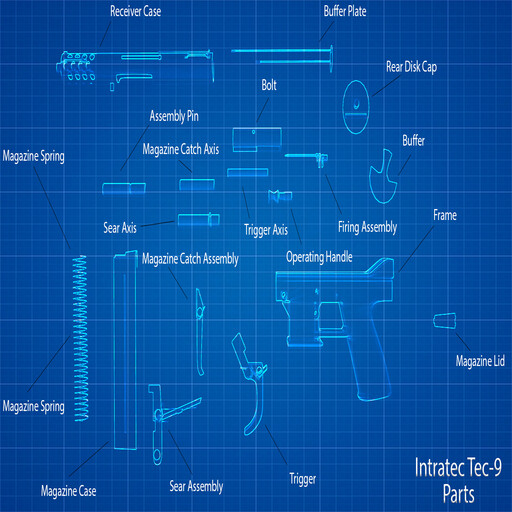 Receiver Case
Buffer Plate
Rear Disk Cap
Bolt
Assembly Pin
Magazine Catch Axis
Buffer
Magazine Spring
Frame
Sear Axis
Trigger Axis
Firing Assembly
Magazine Catch Assembly
Operating Handle
Magazine Lid
Magazine Spring
Magazine Case
Sear Assembly
Trigger
Intratec Tec-9
Parts